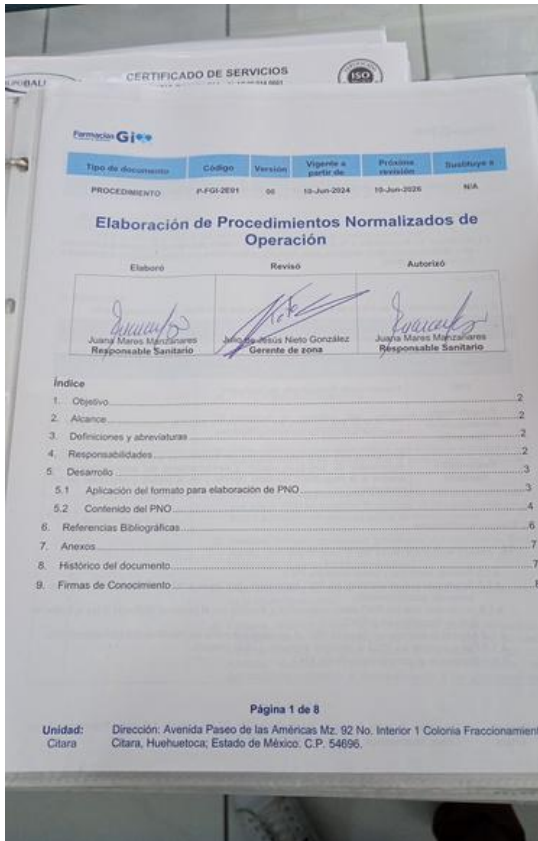 CERTIFICADO DE SERVICIOS
ISO
Farmacias Gi
Tipo de documento Código Versión Vigente a partir de Próxima revisión Sustituye a
PROCEDIMIENTO P-FGI-2E01 00 10-Jun-2024 10-Jun-2026 N/A
Elaboración de Procedimientos Normalizados de
Operación
Elaboró Revisó Autorizó
Juana Mares Manzanares Julio de Jesús Nieto González Juana Mares Manzanares
Responsable Sanitario Gerente de zona Responsable Sanitario
Índice
1. Objetivo 2
2. Alcance 2
3. Definiciones y abreviaturas 2
4. Responsabilidades 2
5. Desarrollo 3
5.1 Aplicación del formato para elaboración de PNO 3
5.2 Contenido del PNO 4
6. Referencias Bibliográficas 6
7. Anexos 7
8. Histórico del documento 7
9. Firmas de Conocimiento
Página 1 de 8
Unidad: Dirección: Avenida Paseo de las Américas Mz. 92 No. Interior 1 Colonia Fraccionamien
Citara Citara, Huehuetoca; Estado de México. C.P. 54696.